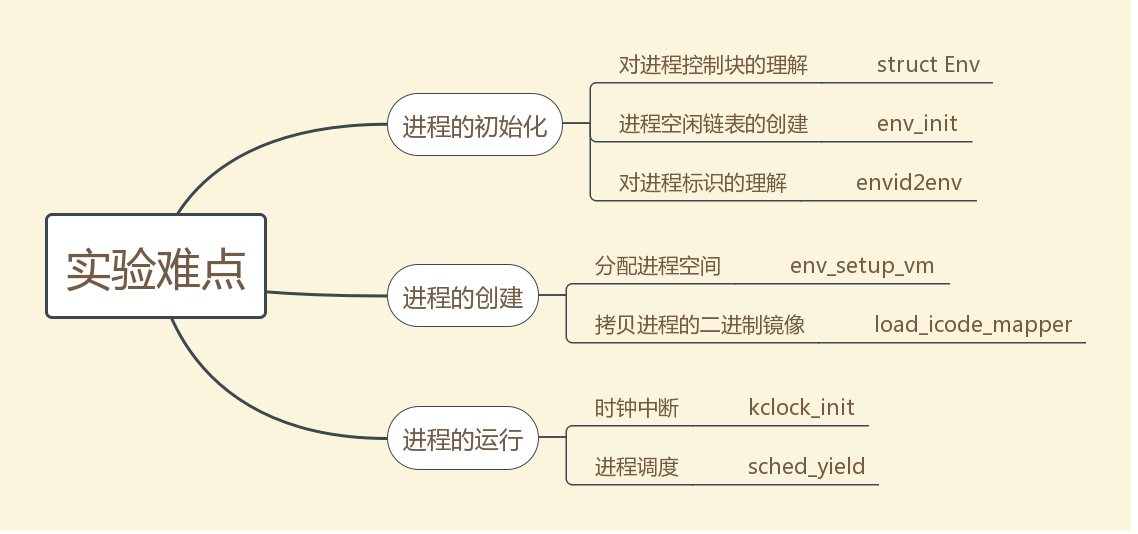 实验难点
进程的初始化
对进程控制块的理解 struct Env
进程空闲链表的创建 env_init
对进程标识的理解 envid2env
进程的创建
分配进程空间 env_setup_vm
拷贝进程的二进制镜像 load_icode_mapper
进程的运行
时钟中断 kclock_init
进程调度 sched_yield